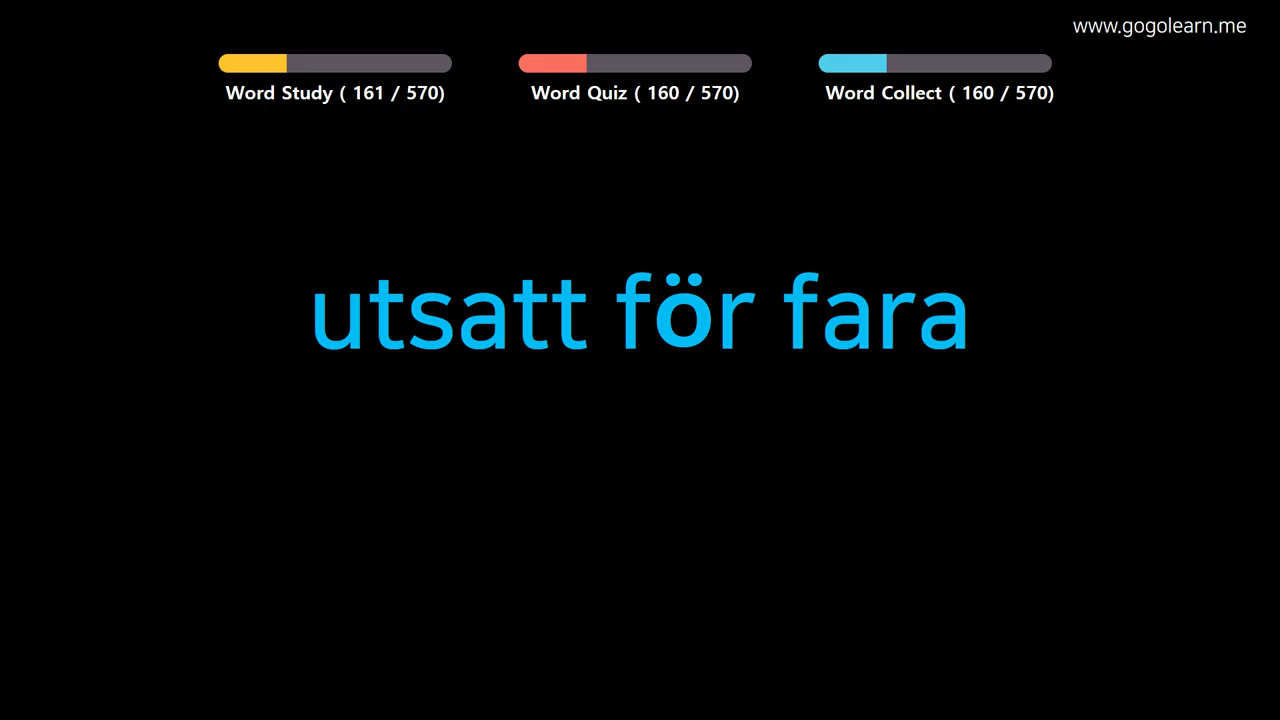 www.gogolearn.me
Word Study ( 161 / 570)
Word Quiz ( 160 / 570)
Word Collect ( 160 / 570)
utsatt för fara